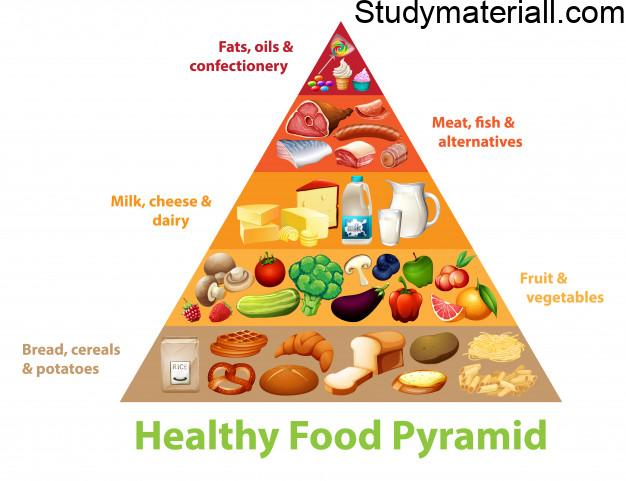 Studymateriall.com
Fats, oils &
confectionery
Meat, fish &
alternatives
Milk, cheese &
dairy
Fruit &
vegetables
Bread, cereals
& potatoes
RICE
Healthy Food Pyramid